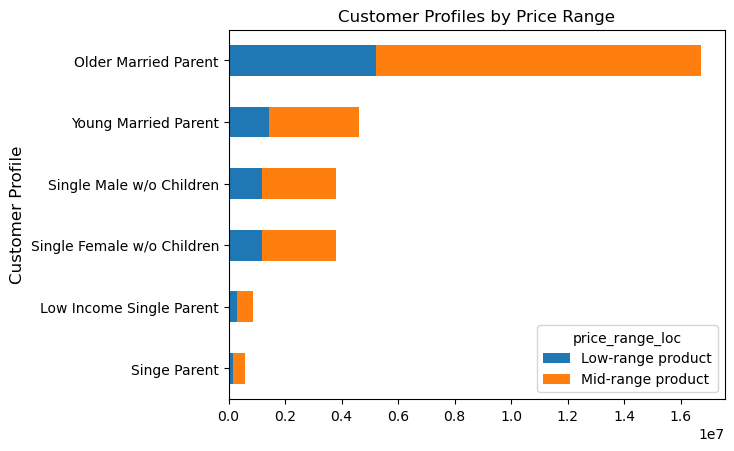 Customer Profiles by Price Range
Customer Profile
Older Married Parent
Young Married Parent
Single Male w/o Children
Single Female w/o Children
Low Income Single Parent
Singe Parent
price_range_loc
Low-range product
Mid-range product
0.0 0.2 0.4 0.6 0.8 1.0 1.2 1.4 1.6
1e7